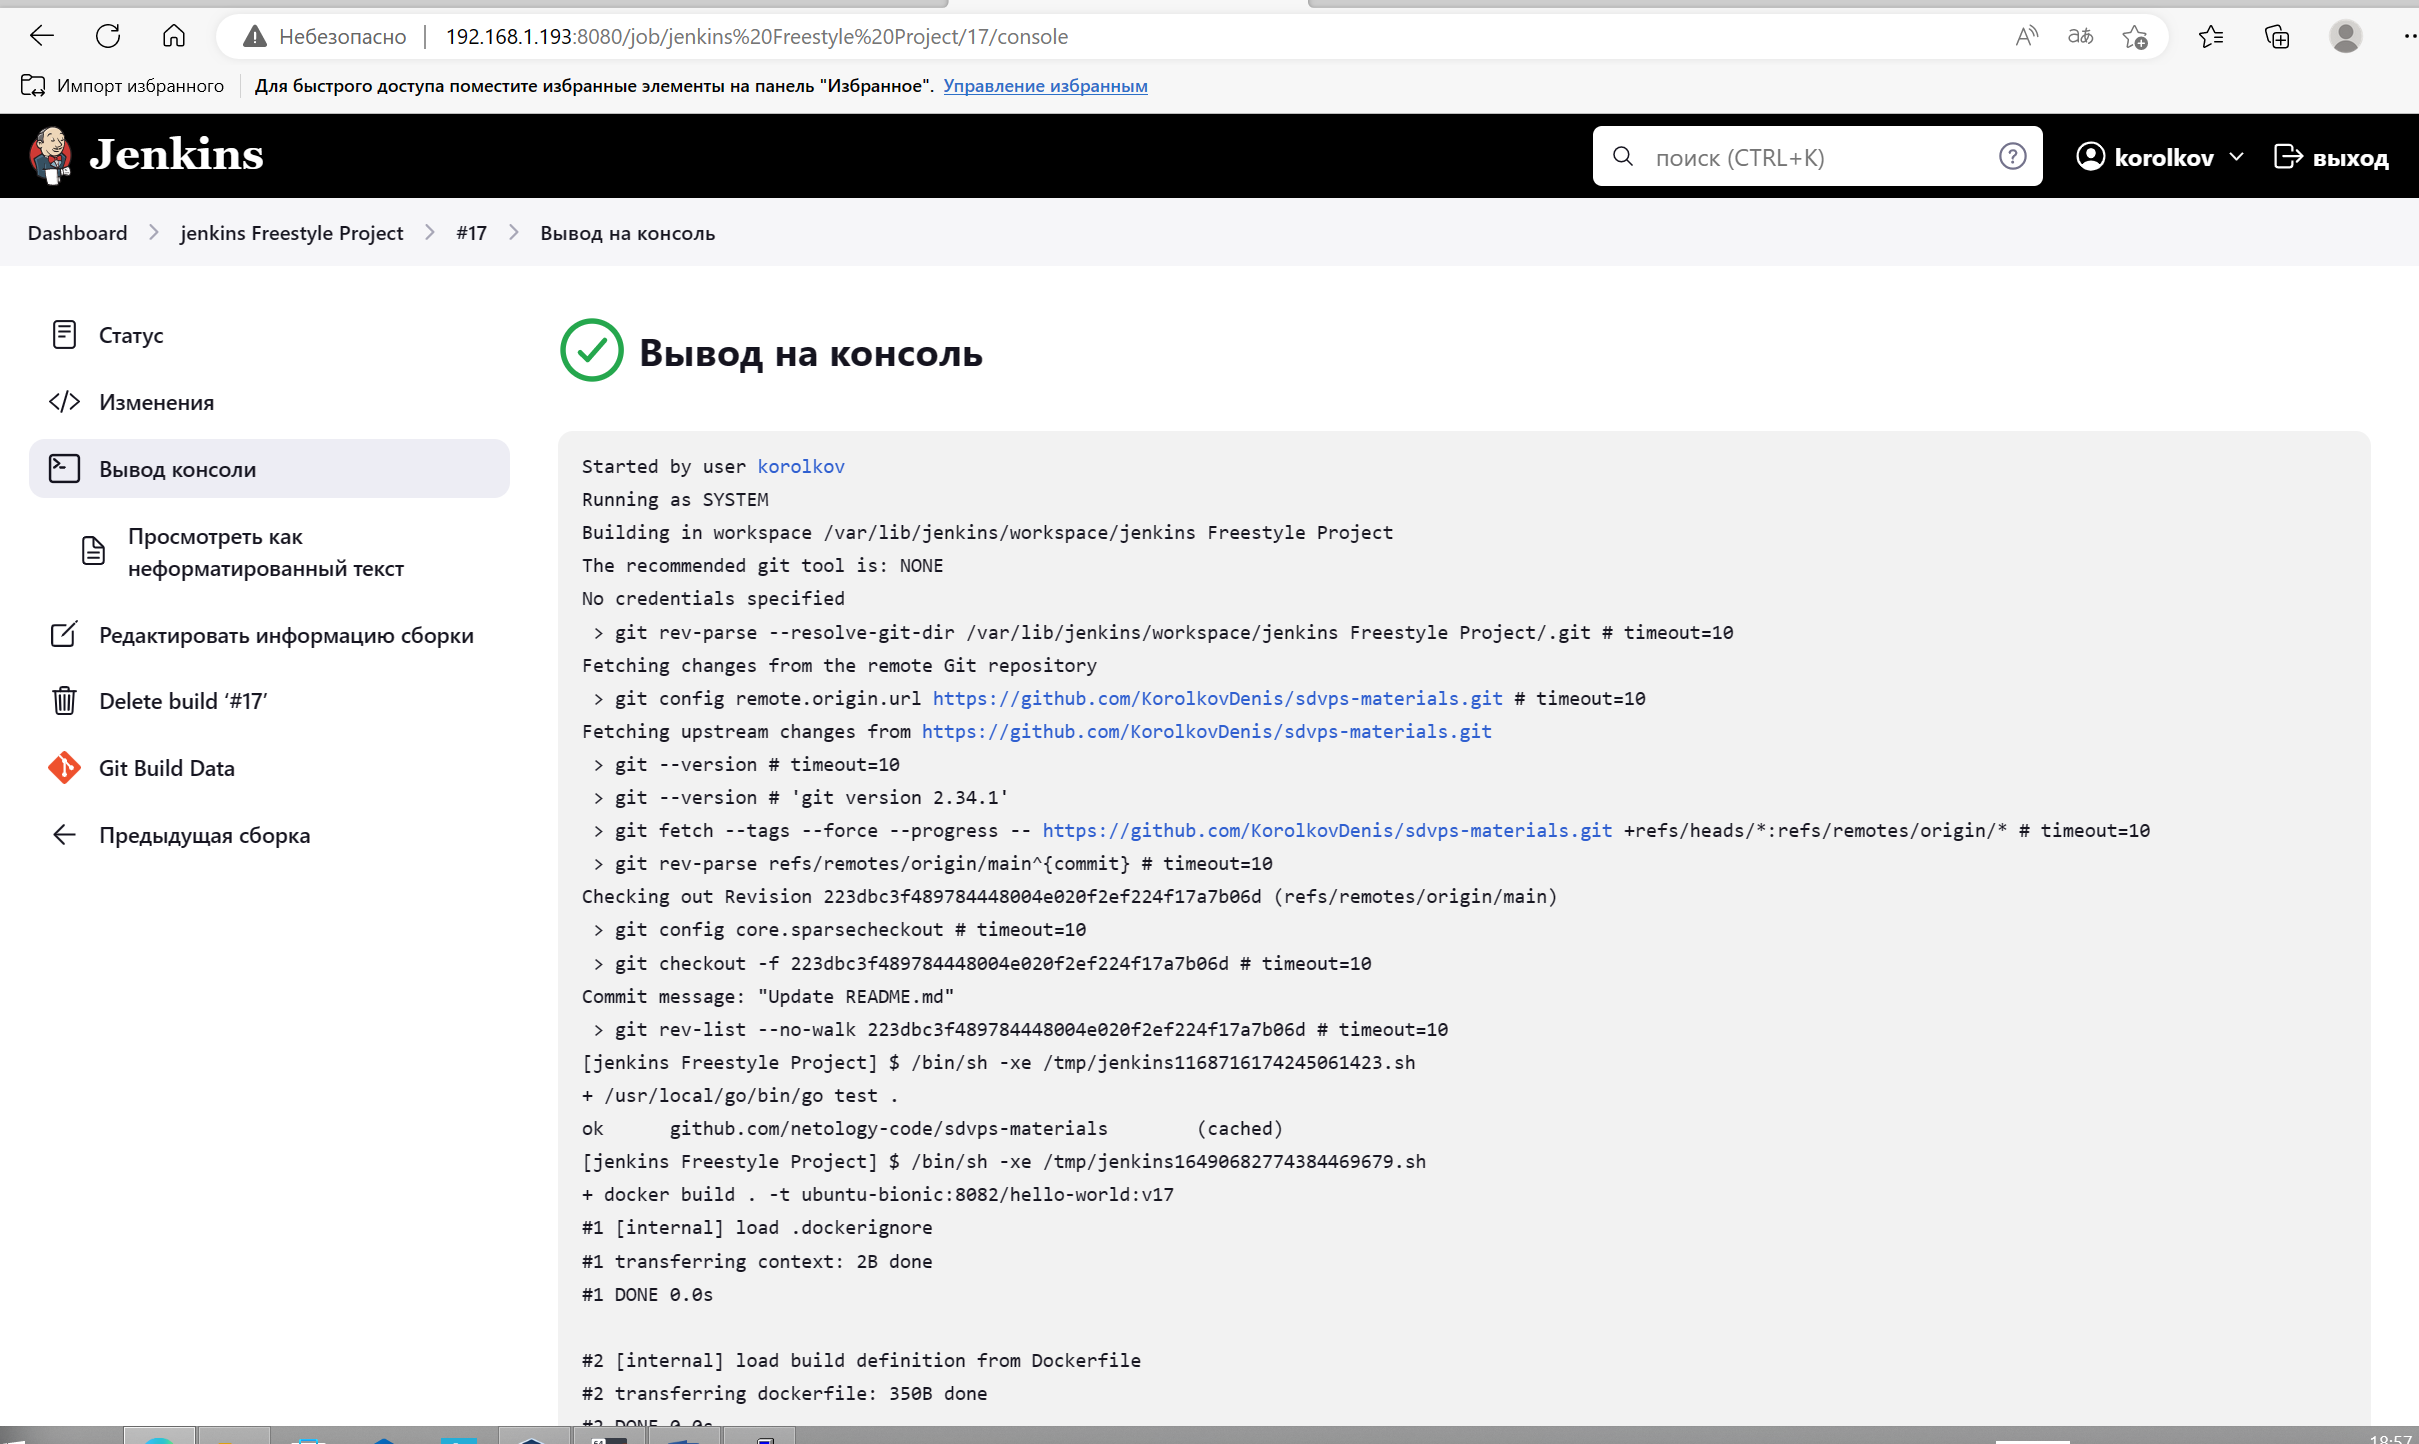 Небезопасно 192.168.1.193:8080/job/jenkins%20Freestyle%20Project/17/console
Импорт избранного Для быстрого доступа поместите избранные элементы на панель "Избранное". Управление избранным
Jenkins поиск (CTRL+K) korolkov выход
Dashboard jenkins Freestyle Project #17 Вывод на консоль
Статус
Изменения
Вывод консоли
Просмотреть как
неформатированный текст
Редактировать информацию сборки
Delete build ‘#17’
Git Build Data
Предыдущая сборка
Вывод на консоль
Started by user korolkov
Running as SYSTEM
Building in workspace /var/lib/jenkins/workspace/jenkins Freestyle Project
The recommended git tool is: NONE
No credentials specified
> git rev-parse --resolve-git-dir /var/lib/jenkins/workspace/jenkins Freestyle Project/.git # timeout=10
Fetching changes from the remote Git repository
> git config remote.origin.url https://github.com/KorolkovDenis/sdvps-materials.git # timeout=10
Fetching upstream changes from https://github.com/KorolkovDenis/sdvps-materials.git
> git --version # timeout=10
> git --version # 'git version 2.34.1'
> git fetch --tags --force --progress -- https://github.com/KorolkovDenis/sdvps-materials.git +refs/heads/*:refs/remotes/origin/* # timeout=10
> git rev-parse refs/remotes/origin/main^{commit} # timeout=10
Checking out Revision 223dbc3f489784448004e020f2ef224f17a7b06d (refs/remotes/origin/main)
> git config core.sparsecheckout # timeout=10
> git checkout -f 223dbc3f489784448004e020f2ef224f17a7b06d # timeout=10
Commit message: "Update README.md"
> git rev-list --no-walk 223dbc3f489784448004e020f2ef224f17a7b06d # timeout=10
[jenkins Freestyle Project] $ /bin/sh -xe /tmp/jenkins1168716174245061423.sh
+ /usr/local/go/bin/go test .
ok github.com/netology-code/sdvps-materials (cached)
[jenkins Freestyle Project] $ /bin/sh -xe /tmp/jenkins16490682774384469679.sh
+ docker build . -t ubuntu-bionic:8082/hello-world:v17
#1 [internal] load .dockerignore
#1 transferring context: 2B done
#1 DONE 0.0s
#2 [internal] load build definition from Dockerfile
#2 transferring dockerfile: 350B done
#2 DONE 0.0s
18:57